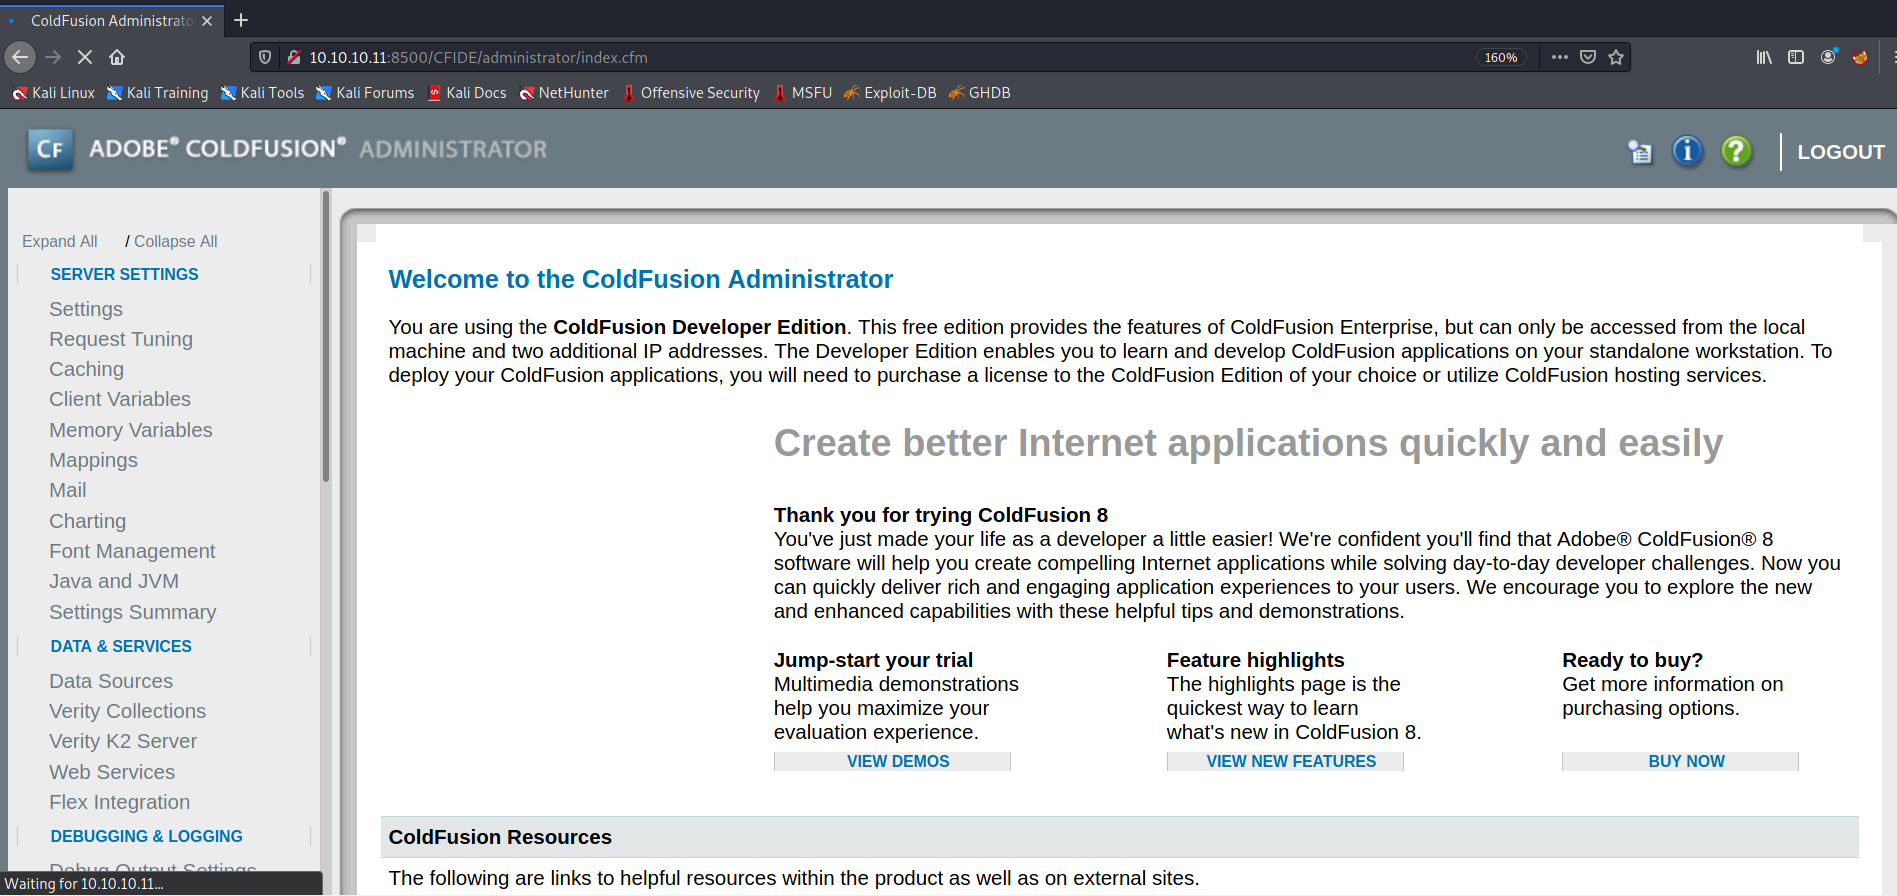 ColdFusion Administrato
10.10.10.11:8500/CFIDE/administrator/index.cfm
160%
Kali Linux Kali Training Kali Tools Kali Forums Kali Docs NetHunter Offensive Security MSFU Exploit-DB GHDB
CF ADOBE® COLDFUSION® ADMINISTRATOR
LOGOUT
Expand All / Collapse All
SERVER SETTINGS
Settings
Request Tuning
Caching
Client Variables
Memory Variables
Mappings
Mail
Charting
Font Management
Java and JVM
Settings Summary
DATA & SERVICES
Data Sources
Verity Collections
Verity K2 Server
Web Services
Flex Integration
DEBUGGING & LOGGING
Debug Output Settings
Waiting for 10.10.10.11...
Welcome to the ColdFusion Administrator
You are using the ColdFusion Developer Edition. This free edition provides the features of ColdFusion Enterprise, but can only be accessed from the local
machine and two additional IP addresses. The Developer Edition enables you to learn and develop ColdFusion applications on your standalone workstation. To
deploy your ColdFusion applications, you will need to purchase a license to the ColdFusion Edition of your choice or utilize ColdFusion hosting services.
Create better Internet applications quickly and easily
Thank you for trying ColdFusion 8
You've just made your life as a developer a little easier! We're confident you'll find that Adobe® ColdFusion® 8
software will help you create compelling Internet applications while solving day-to-day developer challenges. Now you
can quickly deliver rich and engaging application experiences to your users. We encourage you to explore the new
and enhanced capabilities with these helpful tips and demonstrations.
Jump-start your trial
Multimedia demonstrations
help you maximize your
evaluation experience.
VIEW DEMOS
Feature highlights
The highlights page is the
quickest way to learn
what's new in ColdFusion 8.
VIEW NEW FEATURES
Ready to buy?
Get more information on
purchasing options.
BUY NOW
ColdFusion Resources
The following are links to helpful resources within the product as well as on external sites.